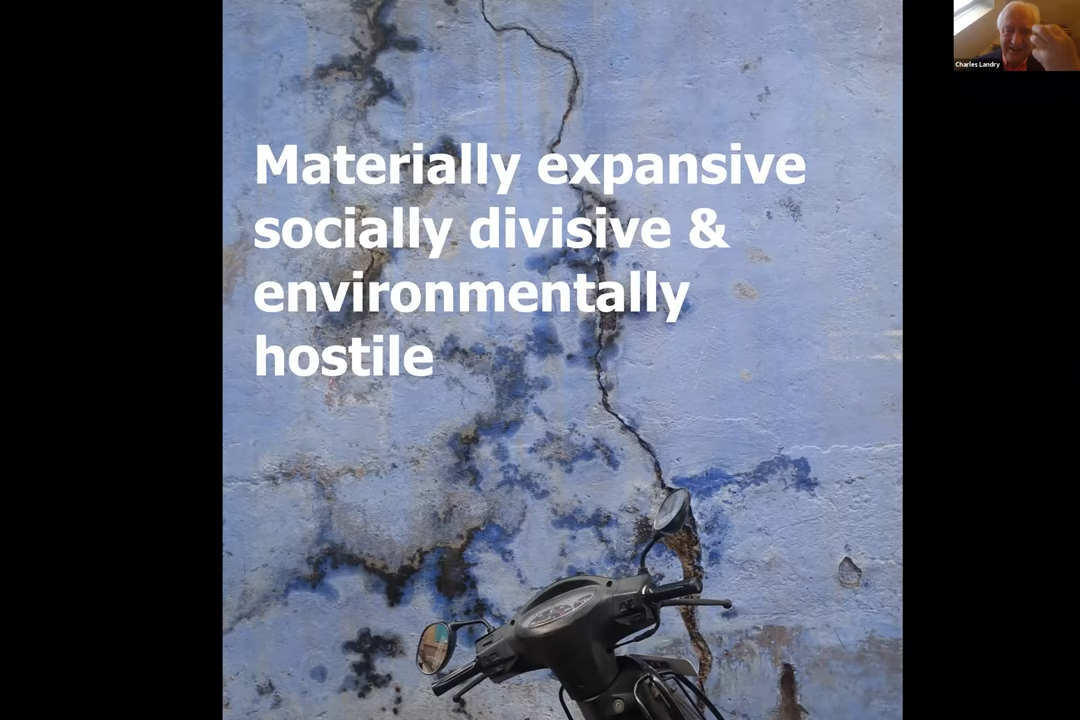 Materially expansive
socially divisive &
environmentally
hostile
Charles Landry